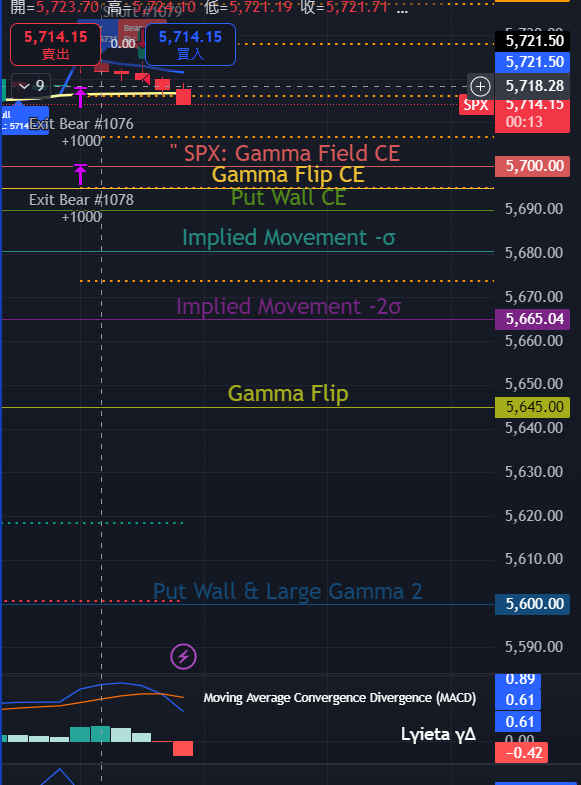 開=5,723.70 高=5,724.10 低=5,721.19 收=5,721.71 ...
Short #1079
5,714.15
賣出
0.00
5,714.15
買入
5,721.50
5,721.50
9
5,718.28
SPX
5,714.15
00:13
Exit Bear #1076
+1000
" SPX: Gamma Field CE
5,700.00
Gamma Flip CE
Put Wall CE
Exit Bear #1078
+1000
5,690.00
Implied Movement -σ
5,680.00
5,670.00
Implied Movement -2σ
5,665.04
5,660.00
5,650.00
Gamma Flip
5,645.00
5,640.00
5,630.00
5,620.00
5,610.00
Put Wall & Large Gamma 2
5,600.00
5,590.00
0.89
Moving Average Convergence Divergence (MACD)
0.61
0.61
Lyieta γΔ
0.00
−0.42